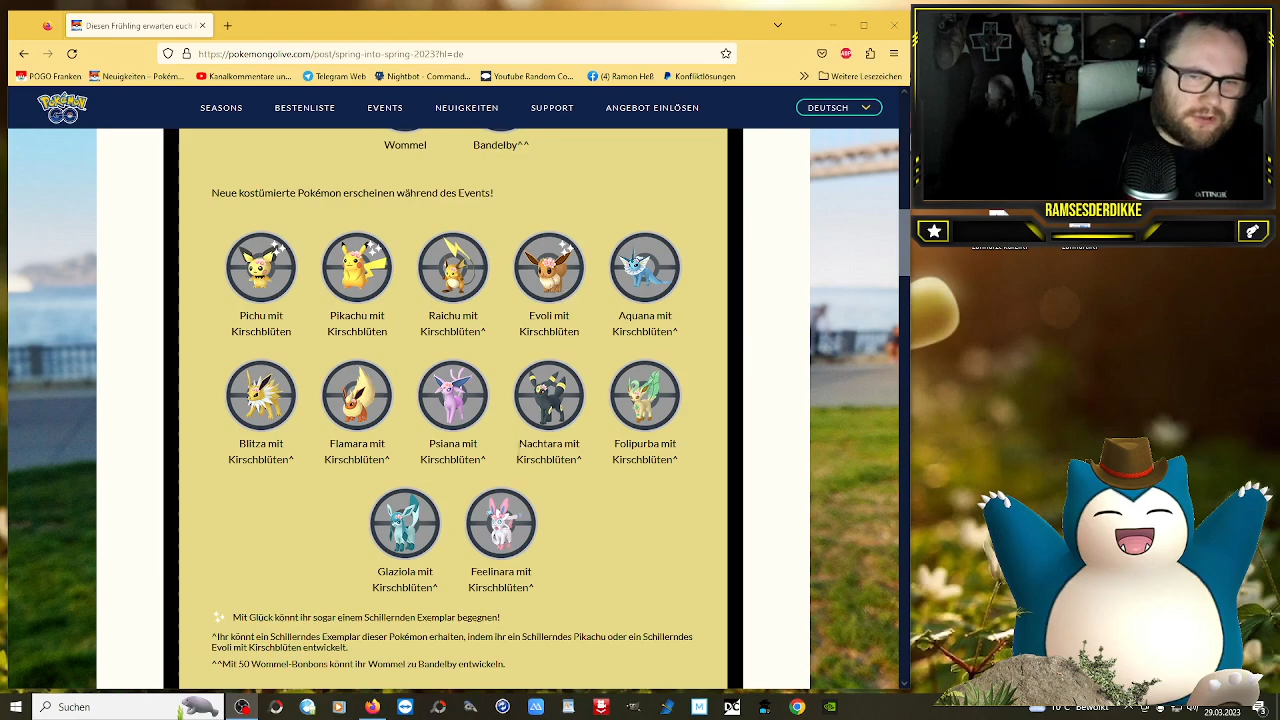 Diesen Frühling erwarten euch
https://pokemongolive.com/post/spring-into-spring-2023?hl=de
POGO Franken
Neuigkeiten – Pokém...
Kanalkommentare un...
Telegram Web
Nightbot - Comman...
Youtube Random Co...
(4) Ramon Heß
Konfliktlösungen
Weitere Lesezeichen
Pokémon GO
SEASONS
BESTENLISTE
EVENTS
NEUIGKEITEN
SUPPORT
ANGEBOT EINLÖSEN
DEUTSCH
Wommel
Bandelby^^
Neue kostümierte Pokémon erscheinen während des Events!
Pichu mit Kirschblüten
Pikachu mit Kirschblüten
Raichu mit Kirschblüten^
Evoli mit Kirschblüten
Aquana mit Kirschblüten^
Blitza mit Kirschblüten^
Flamara mit Kirschblüten^
Psiana mit Kirschblüten^
Nachtara mit Kirschblüten^
Folipurba mit Kirschblüten^
Glaziola mit Kirschblüten^
Feelinara mit Kirschblüten^
Mit Glück könnt ihr sogar einem Schillernden Exemplar begegnen!
^Ihr könnt ein Schillerndes Exemplar dieser Pokémon erhalten, indem ihr ein Schillerndes Pikachu oder ein Schillerndes
Evoli mit Kirschblüten entwickelt.
^^Mit 50 Wommel-Bonbons könnt ihr Wommel zu Bandelby entwickeln.
RAMSESDERDIKKE
Suchen
10°C Bewölkt
29.03.2023